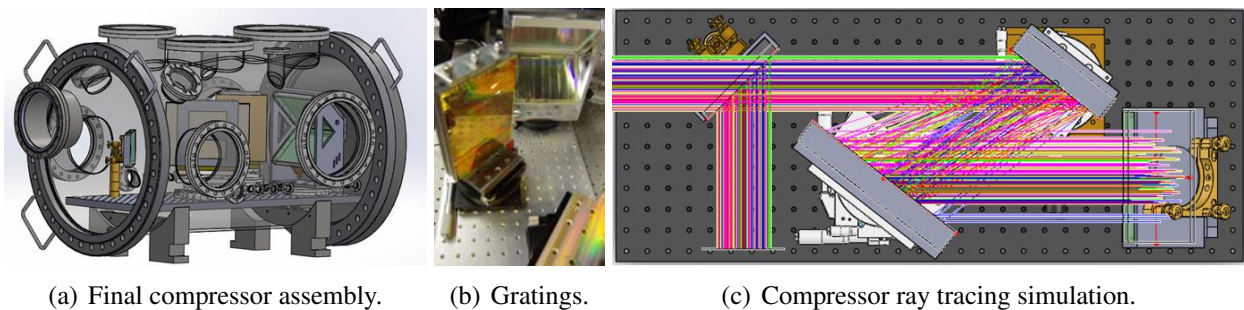 (a) Final compressor assembly.
(b) Gratings.
(c) Compressor ray tracing simulation.